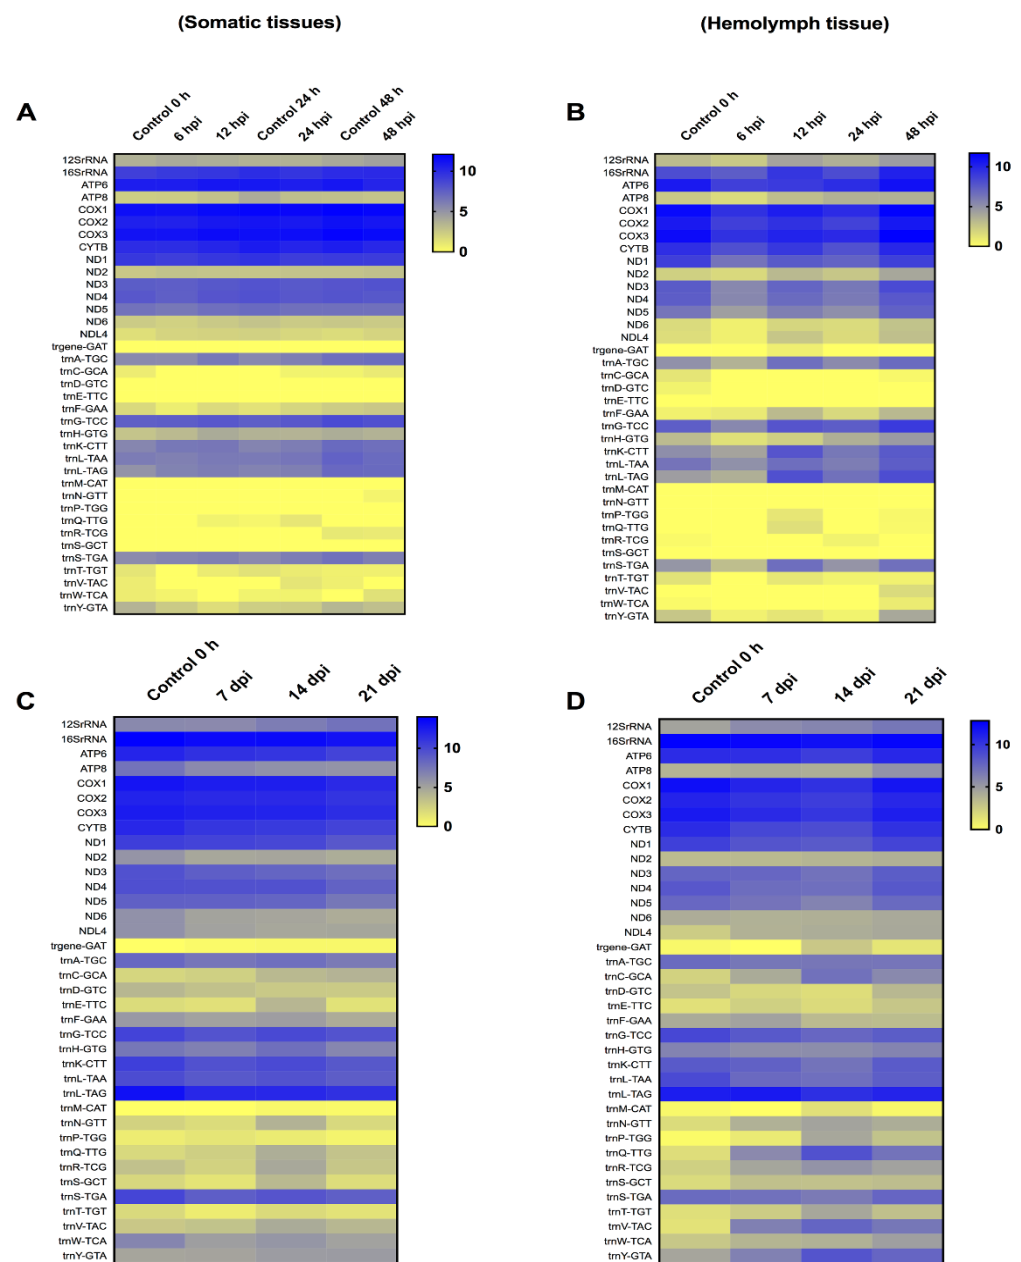 (Somatic tissues)
(Hemolymph tissue)
A
Control 0 h
6 hpi
12 hpi
Control 24 h
24 hpi
Control 48 h
48 hpi
12SrRNA
16SrRNA
ATP6
ATP8
COX1
COX2
COX3
CYTB
ND1
ND2
ND3
ND4
ND5
ND6
NDL4
trgene-GAT
trnA-TGC
trnC-GCA
trnD-GTC
trnE-TTC
trnF-GAA
trnG-TCC
trnH-GTG
trnK-CTT
trnL-TAA
trnL-TAG
trnM-CAT
trnN-GTT
trnP-TGG
trnQ-TTG
trnR-TCG
trnS-GCT
trnS-TGA
trnT-TGT
trnV-TAC
trnW-TCA
trnY-GTA
10
5
0
B
Control 0 h
6 hpi
12 hpi
24 hpi
48 hpi
12SrRNA
16SrRNA
ATP6
ATP8
COX1
COX2
COX3
CYTB
ND1
ND2
ND3
ND4
ND5
ND6
NDL4
trgene-GAT
trnA-TGC
trnC-GCA
trnD-GTC
trnE-TTC
trnF-GAA
trnG-TCC
trnH-GTG
trnK-CTT
trnL-TAA
trnL-TAG
trnM-CAT
trnN-GTT
trnP-TGG
trnQ-TTG
trnR-TCG
trnS-GCT
trnS-TGA
trnT-TGT
trnV-TAC
trnW-TCA
trnY-GTA
10
5
0
C
Control 0 h
7 dpi
14 dpi
21 dpi
12SrRNA
16SrRNA
ATP6
ATP8
COX1
COX2
COX3
CYTB
ND1
ND2
ND3
ND4
ND5
ND6
NDL4
trgene-GAT
trnA-TGC
trnC-GCA
trnD-GTC
trnE-TTC
trnF-GAA
trnG-TCC
trnH-GTG
trnK-CTT
trnL-TAA
trnL-TAG
trnM-CAT
trnN-GTT
trnP-TGG
trnQ-TTG
trnR-TCG
trnS-GCT
trnS-TGA
trnT-TGT
trnV-TAC
trnW-TCA
trnY-GTA
10
5
0
D
Control 0 h
7 dpi
14 dpi
21 dpi
12SrRNA
16SrRNA
ATP6
ATP8
COX1
COX2
COX3
CYTB
ND1
ND2
ND3
ND4
ND5
ND6
NDL4
trgene-GAT
trnA-TGC
trnC-GCA
trnD-GTC
trnE-TTC
trnF-GAA
trnG-TCC
trnH-GTG
trnK-CTT
trnL-TAA
trnL-TAG
trnM-CAT
trnN-GTT
trnP-TGG
trnQ-TTG
trnR-TCG
trnS-GCT
trnS-TGA
trnT-TGT
trnV-TAC
trnW-TCA
trnY-GTA
10
5
0